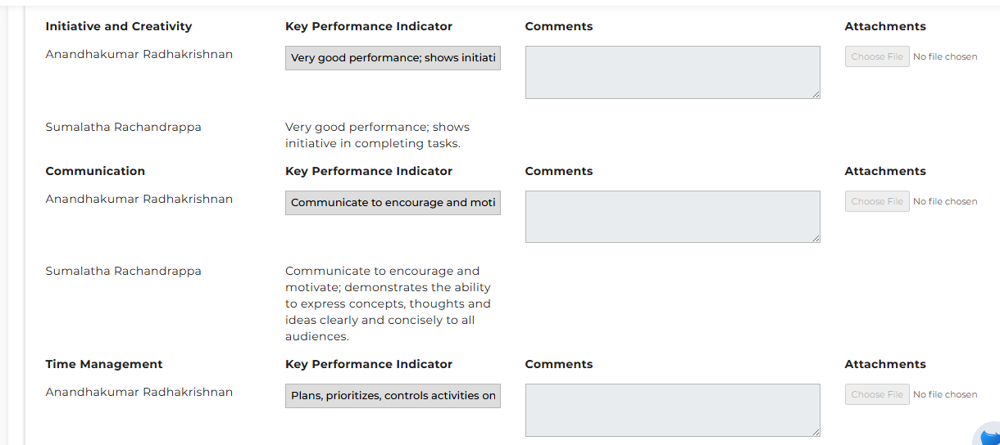 Initiative and Creativity Key Performance Indicator Comments Attachments
Anandhakumar Radhakrishnan Very good performance; shows initiati Choose File No file chosen
Sumalatha Rachandrappa Very good performance; shows
initiative in completing tasks.
Communication Key Performance Indicator Comments Attachments
Anandhakumar Radhakrishnan Communicate to encourage and moti Choose File No file chosen
Sumalatha Rachandrappa Communicate to encourage and
motivate; demonstrates the ability
to express concepts, thoughts and
ideas clearly and concisely to all
audiences.
Time Management Key Performance Indicator Comments Attachments
Anandhakumar Radhakrishnan Plans, prioritizes, controls activities on Choose File No file chosen